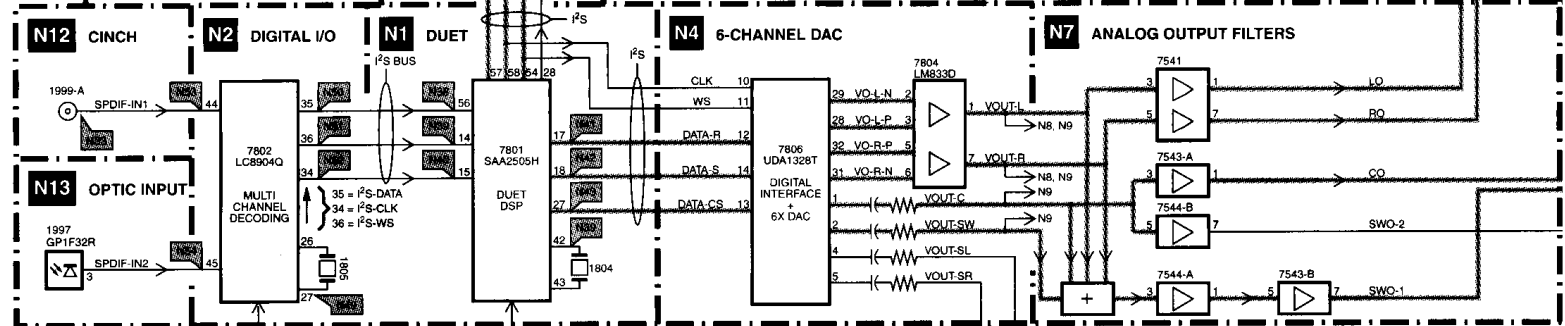 N12 CINCH
1999-A
SPDIF-IN1
44
N13 OPTIC INPUT
1997
GP1F32R
3
SPDIF-IN2
45
N2 DIGITAL I/O
7802
LC8904Q
MULTI
CHANNEL
DECODING
35
36
34
26
27
1805
35 = I²S-DATA
34 = I²S-CLK
36 = I²S-WS
I²S BUS
N1 DUET
57 58 54 28
I²S
56
14
15
7801
SAA2505H
DUET
DSP
17
18
27
42
43
1804
I²S
N4 6-CHANNEL DAC
CLK 10
WS 11
DATA-R 12
DATA-S 14
DATA-CS 13
7806
UDA1328T
DIGITAL
INTERFACE
+
6X DAC
29 VO-L-N 2
28 VO-L-P 3
32 VO-R-P 5
31 VO-R-N 6
7804
LM833D
1 VOUT-L
N8, N9
7 VOUT-R
N8, N9
1 VOUT-C
N9
2 VOUT-SW
N9
4 VOUT-SL
5 VOUT-SR
N7 ANALOG OUTPUT FILTERS
7541
3 1 LO
5 7 RO
7543-A
3 1 CO
7544-B
5 7 SWO-2
+
7544-A
3 1
7543-B
5 7 SWO-1